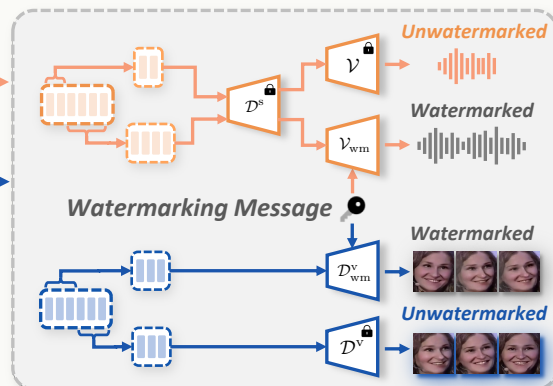 Unwatermarked
𝒱
𝒟ˢ
Watermarked
𝒱wm
Watermarking Message
Watermarked
𝒟ᵛwm
Unwatermarked
𝒟ᵛ